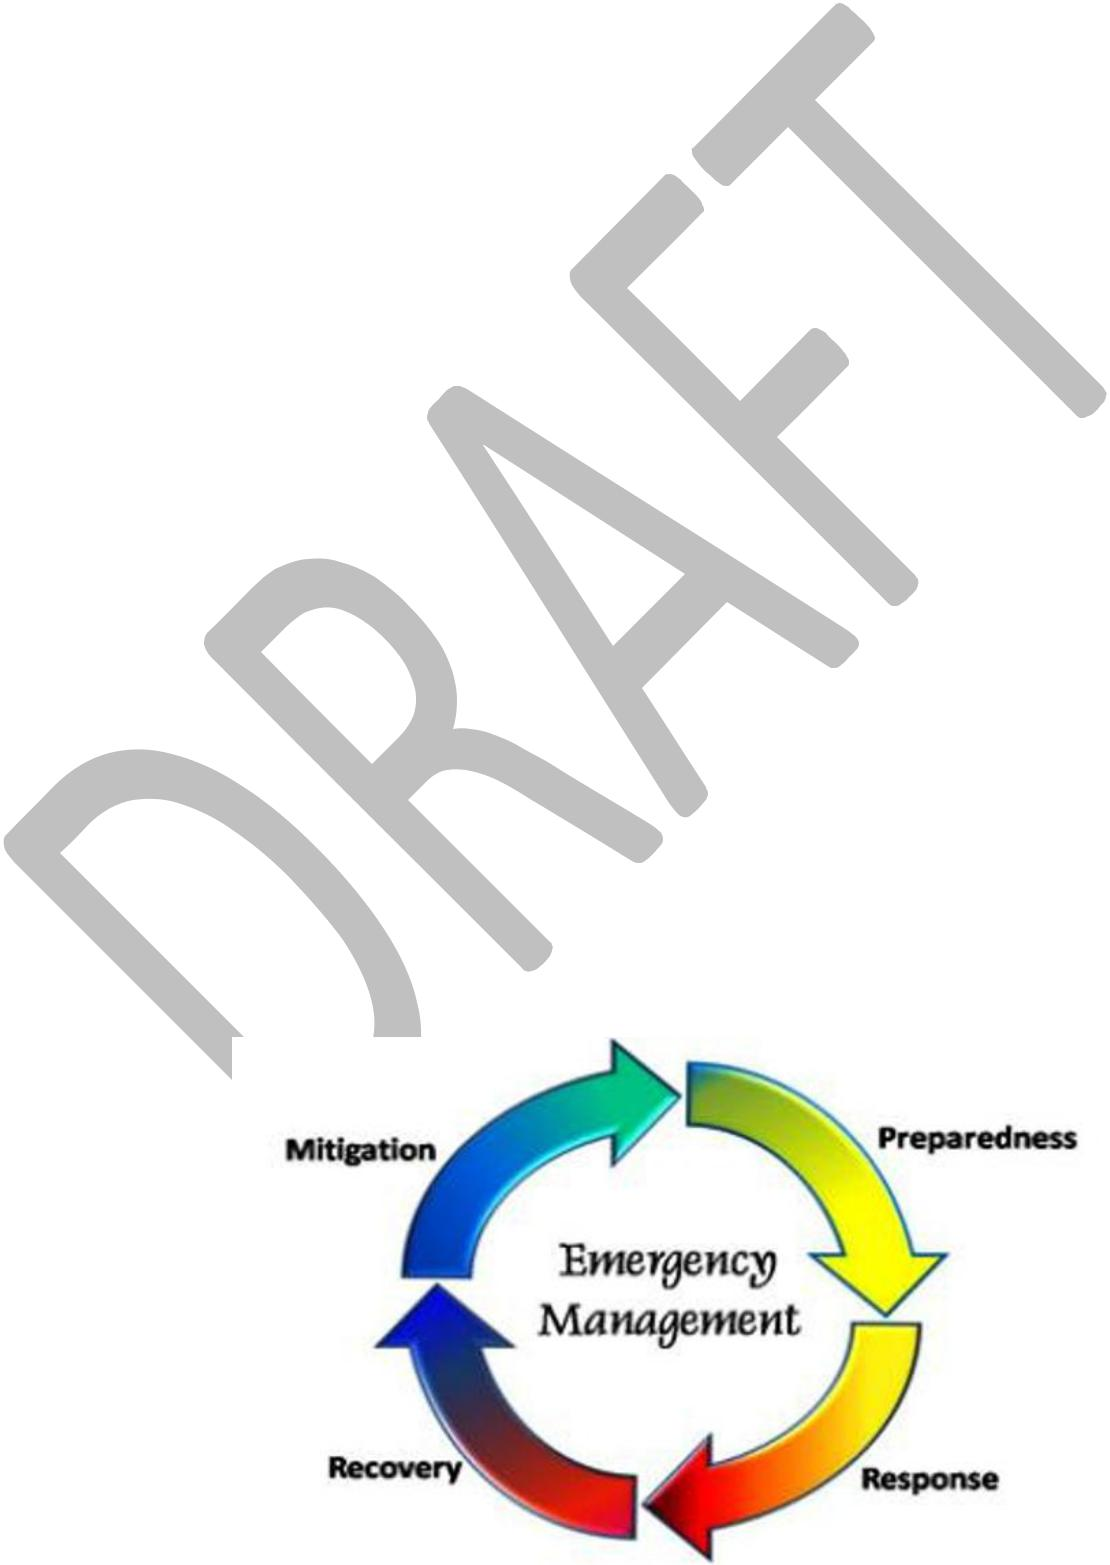 DRAFT
Mitigation
Preparedness
Emergency
Management
Recovery
Response